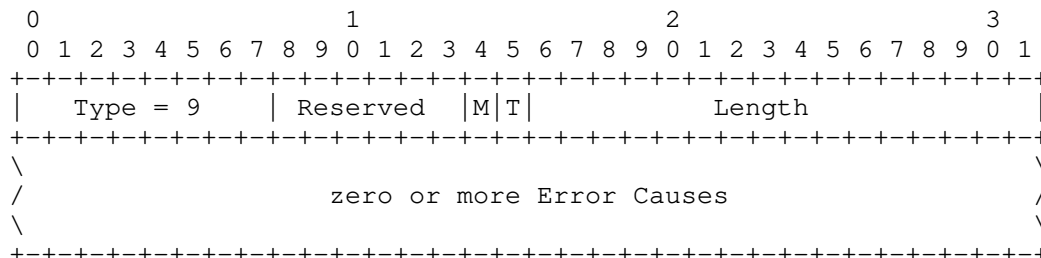 0                   1                   2                   3
 0 1 2 3 4 5 6 7 8 9 0 1 2 3 4 5 6 7 8 9 0 1 2 3 4 5 6 7 8 9 0 1
+-+-+-+-+-+-+-+-+-+-+-+-+-+-+-+-+-+-+-+-+-+-+-+-+-+-+-+-+-+-+-+-+
|   Type = 9    | Reserved  |M|T|            Length             |
+-+-+-+-+-+-+-+-+-+-+-+-+-+-+-+-+-+-+-+-+-+-+-+-+-+-+-+-+-+-+-+-+
\                                                               \
/                   zero or more Error Causes                   /
\                                                               \
+-+-+-+-+-+-+-+-+-+-+-+-+-+-+-+-+-+-+-+-+-+-+-+-+-+-+-+-+-+-+-+-+